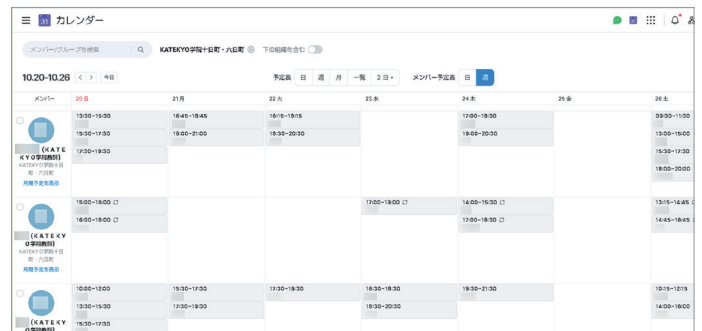 カレンダー
メンバー/グループを検索
KATEKYO学院十日町・六日町
下位組織を含む
10.20-10.26
< > 今日
予定表 日 週 月 一覧 2日
メンバー予定表 日 週
メンバー 20日 21月 22火 23水 24木 25金 26土
13:30-15:30 16:45-18:45 18:15-19:15 17:00-18:30 09:30-11:30
15:30-17:30 19:00-21:00 18:30-20:30 19:00-20:30 13:00-15:00
17:30-19:30 15:30-17:30
18:00-20:00
(KATE
KYO学院教師)
KATEKYO学院十日
町・六日町
月間予定を表示
15:00-16:00 17:00-19:00 14:00-15:30 13:15-14:45
16:00-18:00 17:00-18:30 14:45-16:45
(KATEKY
O学院教師)
KATEKYO学院十日
町・六日町
月間予定を表示
10:00-12:00 15:30-17:30 17:30-19:30 16:30-18:30 19:30-21:30 10:15-12:15
13:30-15:30 17:30-19:30 18:30-20:30 14:00-16:00
15:30-17:30
(KATEKY
O学院教師)